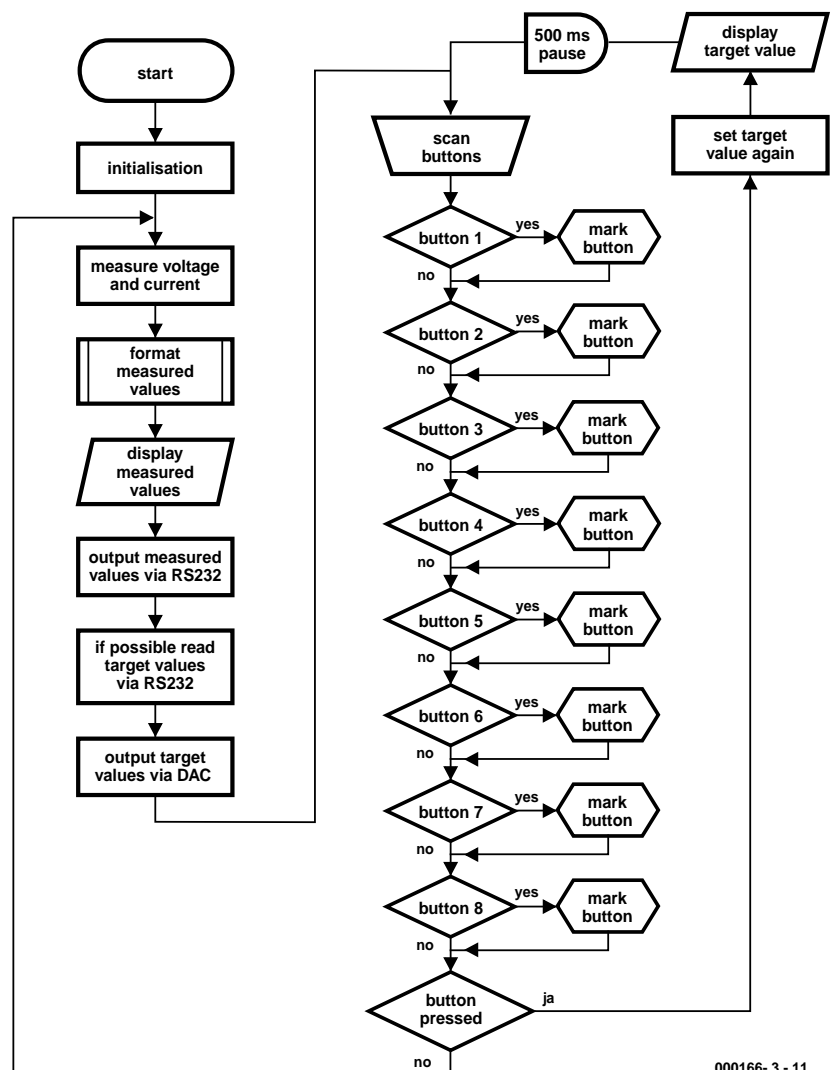 start
initialisation
measure voltage
and current
format
measured
values
display
measured
values
output measured
values via RS232
if possible read
target values
via RS232
output target
values via DAC
500 ms
pause
display
target value
set target
value again
scan
buttons
button 1
yes
mark
button
no
button 2
yes
mark
button
no
button 3
yes
mark
button
no
button 4
yes
mark
button
no
button 5
yes
mark
button
no
button 6
yes
mark
button
no
button 7
yes
mark
button
no
button 8
yes
mark
button
no
button
pressed
ja
no
000166- 3 - 11